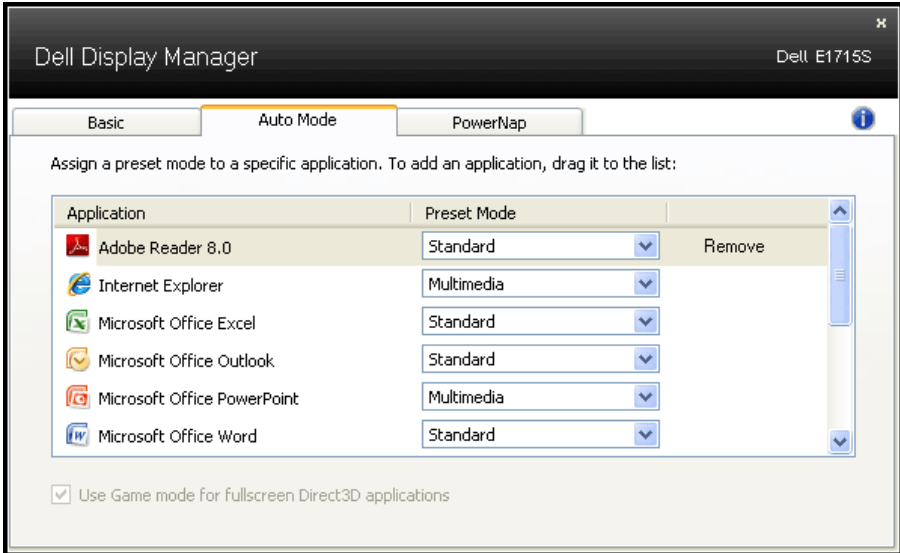 x
Dell Display Manager
Dell E1715S
Basic
Auto Mode
PowerNap
i
Assign a preset mode to a specific application. To add an application, drag it to the list:
Application Preset Mode
Adobe Reader 8.0 Standard Remove
Internet Explorer Multimedia
Microsoft Office Excel Standard
Microsoft Office Outlook Standard
Microsoft Office PowerPoint Multimedia
Microsoft Office Word Standard
Use Game mode for fullscreen Direct3D applications